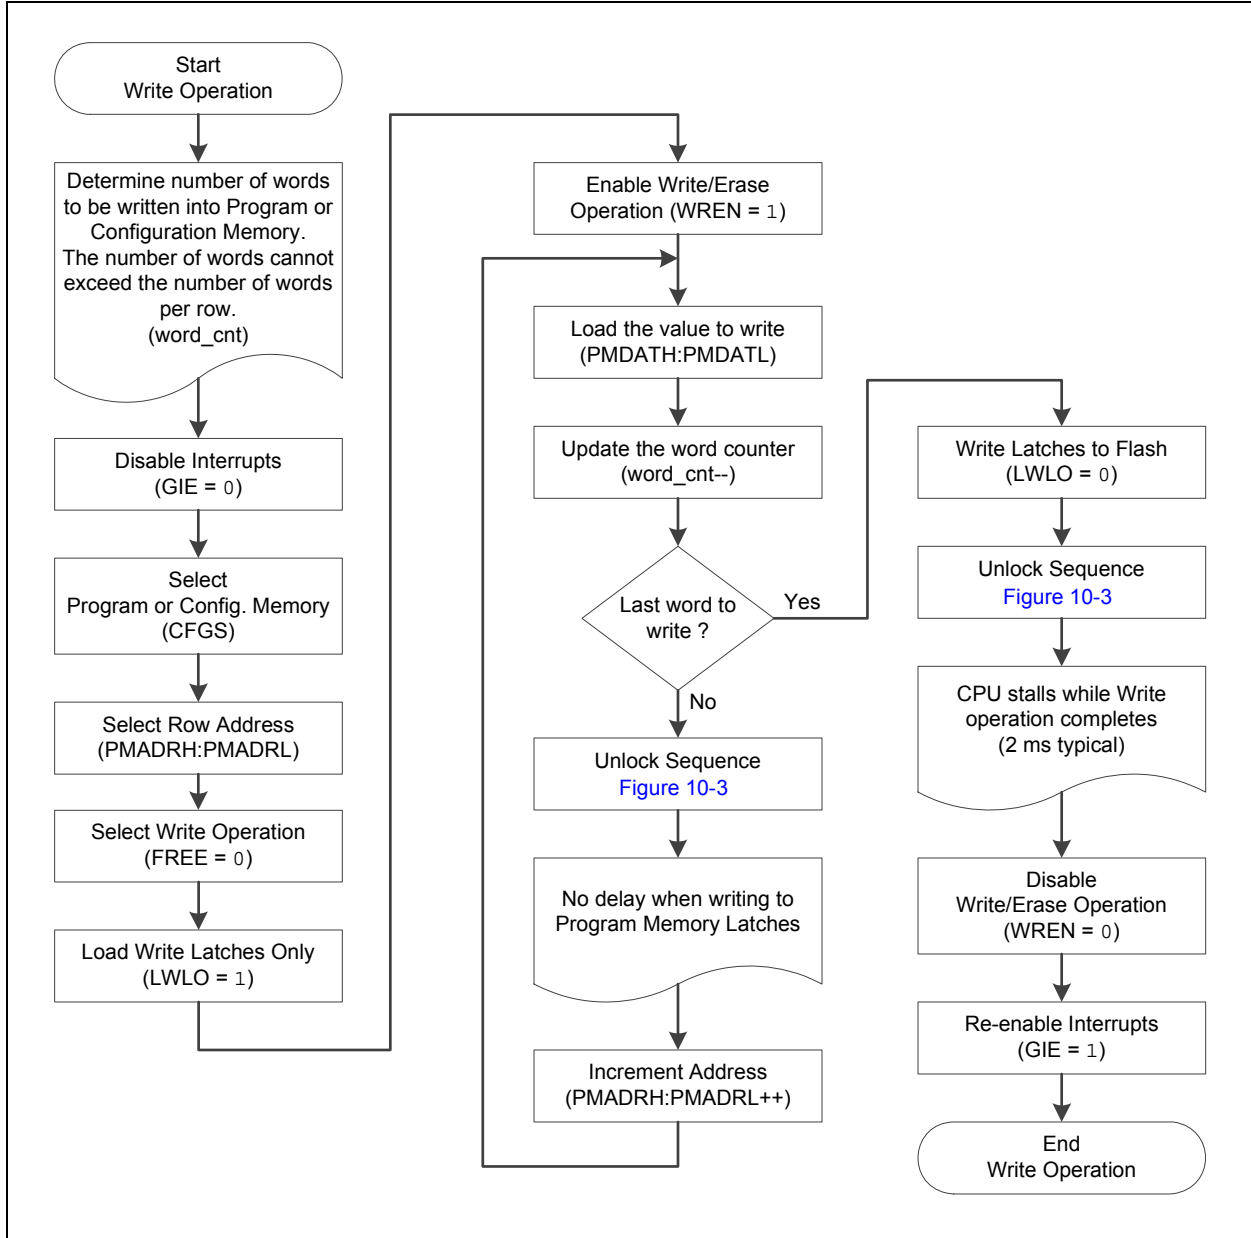 Start
Write Operation
Determine number of words
to be written into Program or
Configuration Memory.
The number of words cannot
exceed the number of words
per row.
(word_cnt)
Disable Interrupts
(GIE = 0)
Select
Program or Config. Memory
(CFGS)
Select Row Address
(PMADRH:PMADRL)
Select Write Operation
(FREE = 0)
Load Write Latches Only
(LWLO = 1)
Enable Write/Erase
Operation (WREN = 1)
Load the value to write
(PMDATH:PMDATL)
Update the word counter
(word_cnt--)
Last word to
write ?
Yes
No
Unlock Sequence
Figure 10-3
No delay when writing to
Program Memory Latches
Increment Address
(PMADRH:PMADRL++)
Write Latches to Flash
(LWLO = 0)
Unlock Sequence
Figure 10-3
CPU stalls while Write
operation completes
(2 ms typical)
Disable
Write/Erase Operation
(WREN = 0)
Re-enable Interrupts
(GIE = 1)
End
Write Operation